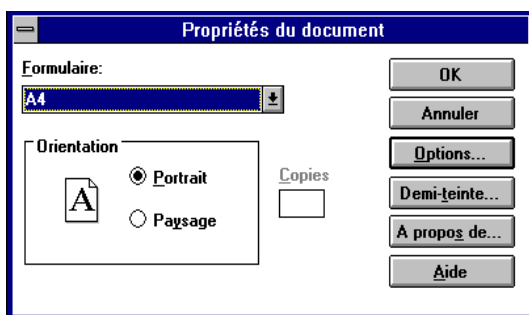 Propriétés du document
Formulaire:
A4
Orientation
A
Portrait
Paysage
Copies
OK
Annuler
Options...
Demi-teinte...
A propos de...
Aide